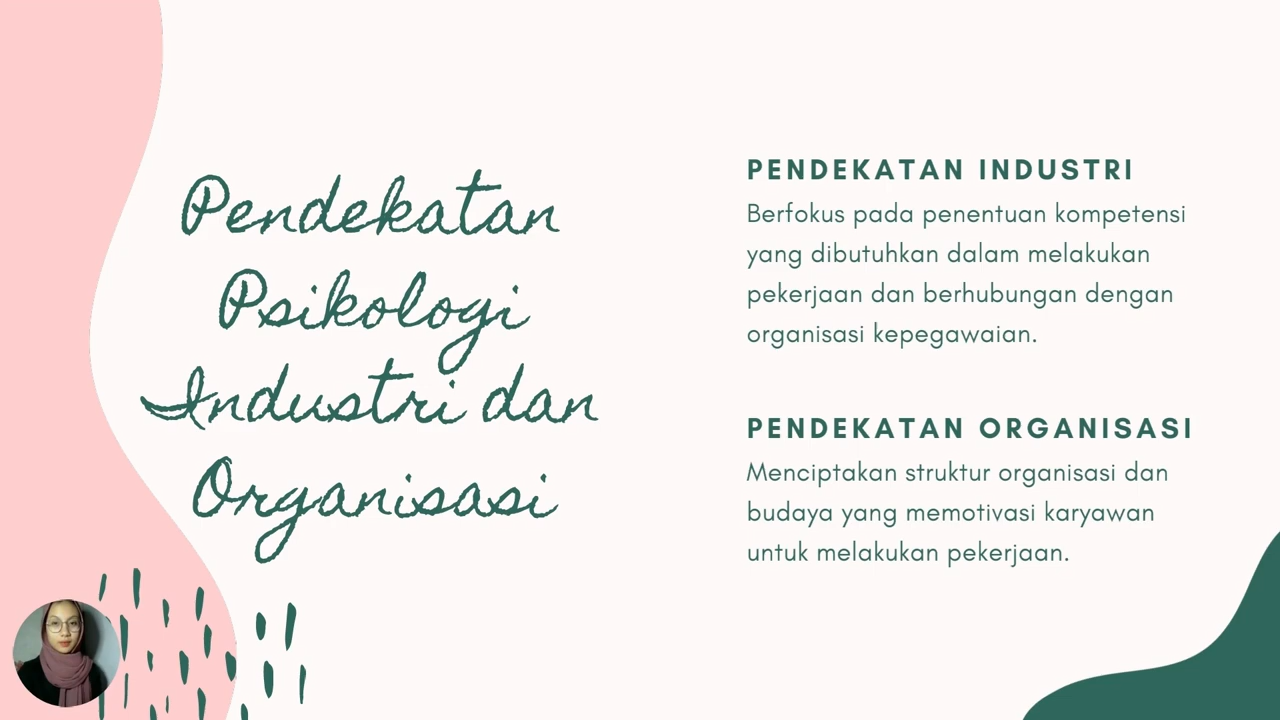 Pendekatan
Psikologi
Industri dan
Organisasi
PENDEKATAN INDUSTRI
Berfokus pada penentuan kompetensi
yang dibutuhkan dalam melakukan
pekerjaan dan berhubungan dengan
organisasi kepegawaian.
PENDEKATAN ORGANISASI
Menciptakan struktur organisasi dan
budaya yang memotivasi karyawan
untuk melakukan pekerjaan.